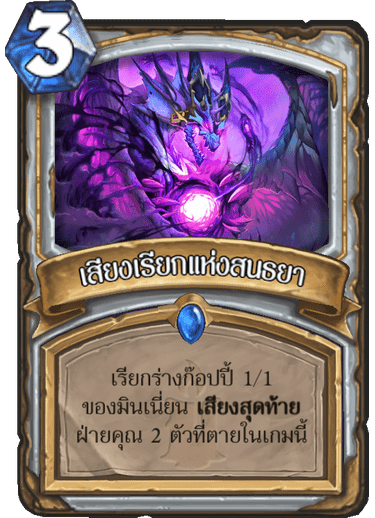 3
เสียงเรียกแห่งสนธยา
เรียกร่างก๊อปปี้ 1/1
ของมินเนี่ยน เสียงสุดท้าย
ฝ่ายคุณ 2 ตัวที่ตายในเกมนี้